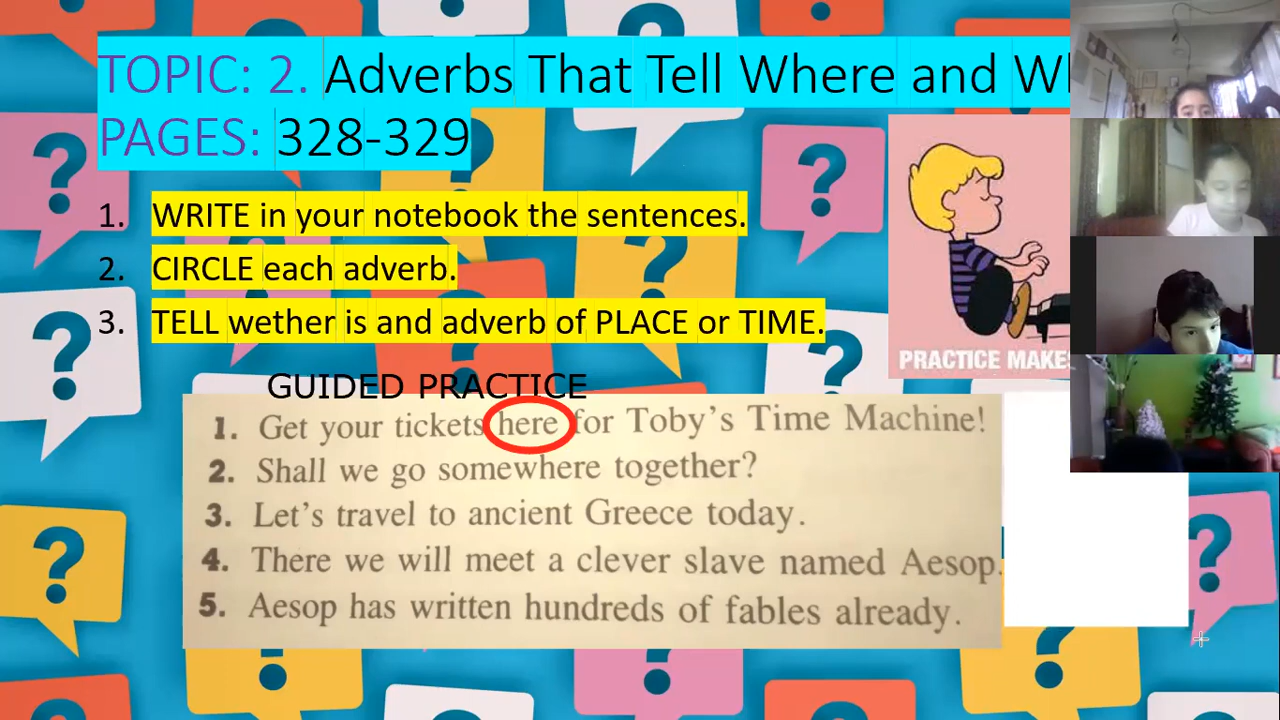 TOPIC: 2. Adverbs That Tell Where and
PAGES: 328-329
1. WRITE in your notebook the sentences.
2. CIRCLE each adverb.
3. TELL wether is and adverb of PLACE or TIME.
PRACTICE MAKES
GUIDED PRACTICE
1. Get your tickets here for Toby's Time Machine!
2. Shall we go somewhere together?
3. Let's travel to ancient Greece today.
4. There we will meet a clever slave named Aesop.
5. Aesop has written hundreds of fables already.